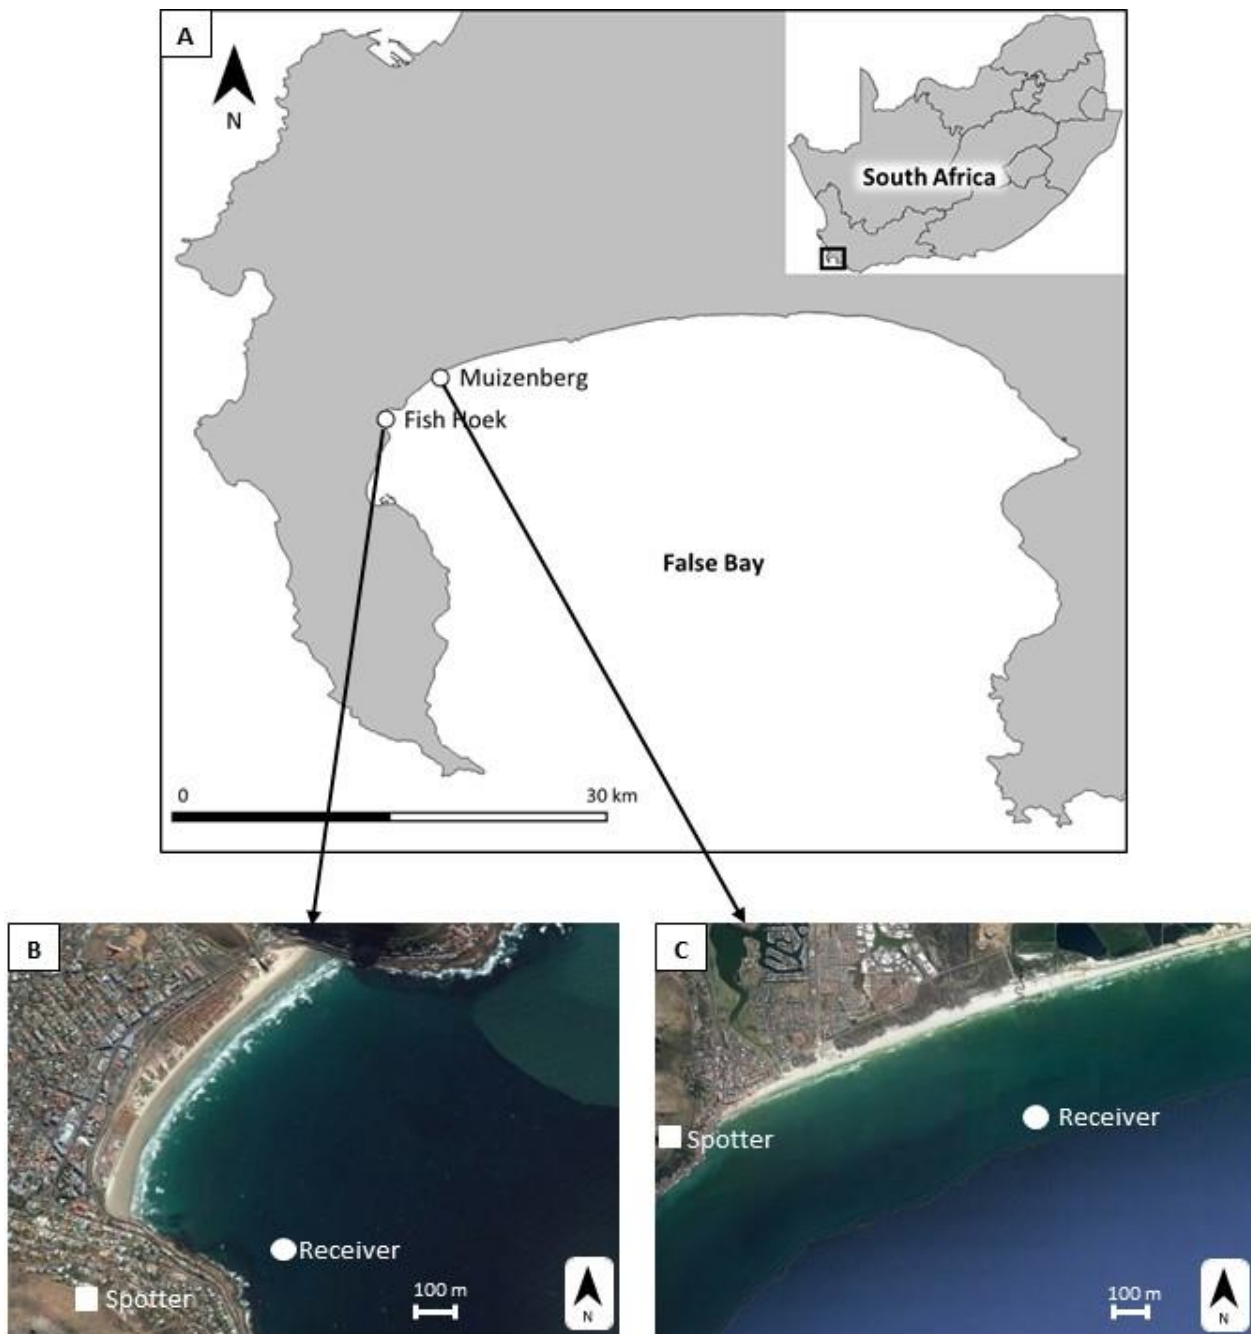 A
N
South Africa
Muizenberg
Fish Hoek
False Bay
0 30 km
B
Receiver
Spotter
100 m
N
C
Receiver
Spotter
100 m
N